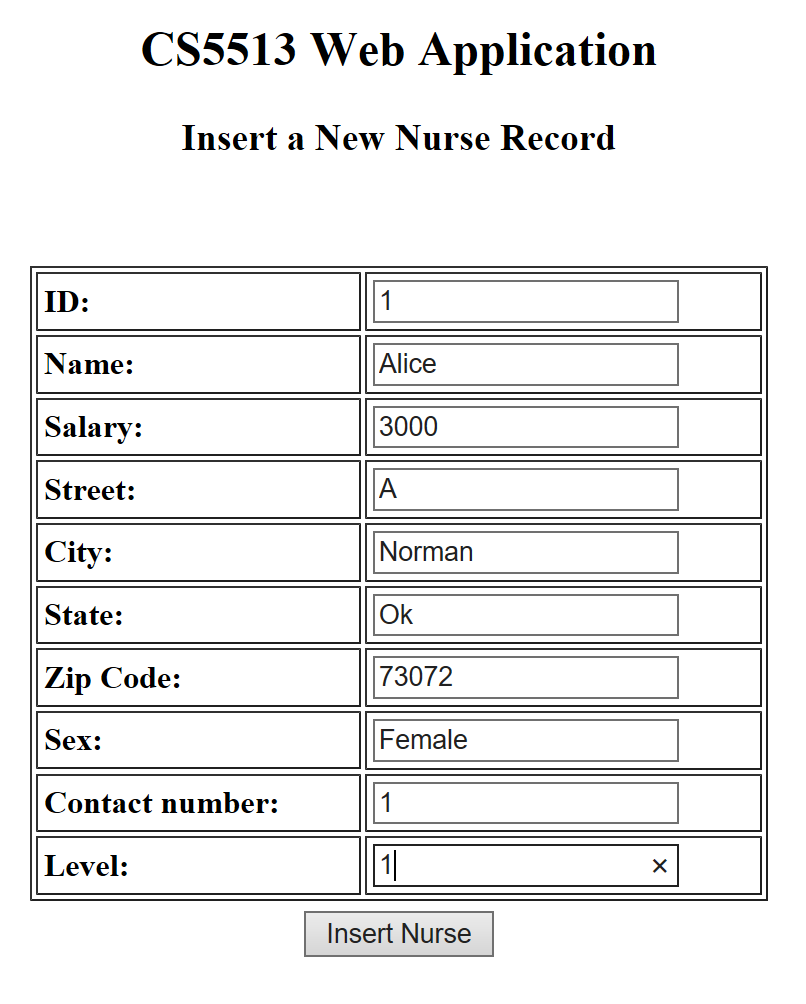 CS5513 Web Application
Insert a New Nurse Record
ID: 1
Name: Alice
Salary: 3000
Street: A
City: Norman
State: Ok
Zip Code: 73072
Sex: Female
Contact number: 1
Level: 1 ×
Insert Nurse